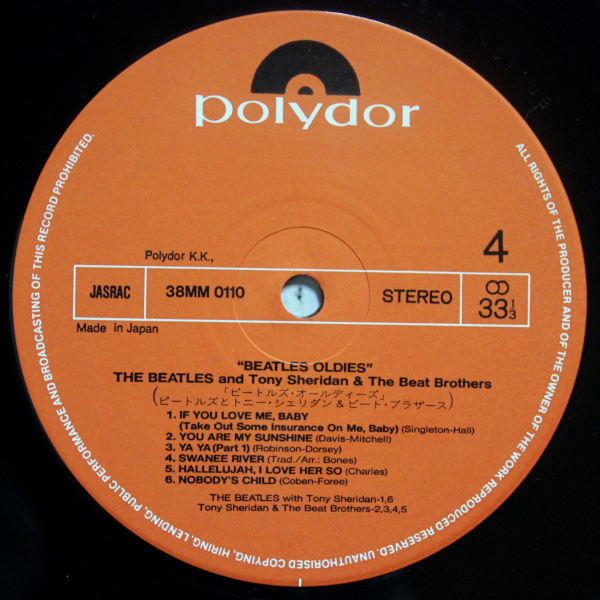 polydor
4
Polydor K.K.,
JASRAC
38MM 0110
STEREO
33 1/3
Made in Japan
"BEATLES OLDIES"
THE BEATLES and Tony Sheridan & The Beat Brothers
(「ビートルズ・オールディーズ」
ビートルズとトニー・シェリダン&ビート・ブラザース)
1. IF YOU LOVE ME, BABY
(Take Out Some Insurance On Me, Baby) (Singleton-Hall)
2. YOU ARE MY SUNSHINE (Davis-Mitchell)
3. YA YA (Part 1) (Robinson-Dorsey)
4. SWANEE RIVER (Trad./Arr.: Bones)
5. HALLELUJAH, I LOVE HER SO (Charles)
6. NOBODY'S CHILD (Coben-Foree)
THE BEATLES with Tony Sheridan-1,6
Tony Sheridan & The Beat Brothers-2,3,4,5
ALL RIGHTS OF THE PRODUCER AND OF THE OWNER OF THE WORK REPRODUCED RESERVED. UNAUTHORISED COPYING, HIRING, LENDING, PUBLIC PERFORMANCE AND BROADCASTING OF THIS RECORD PROHIBITED.